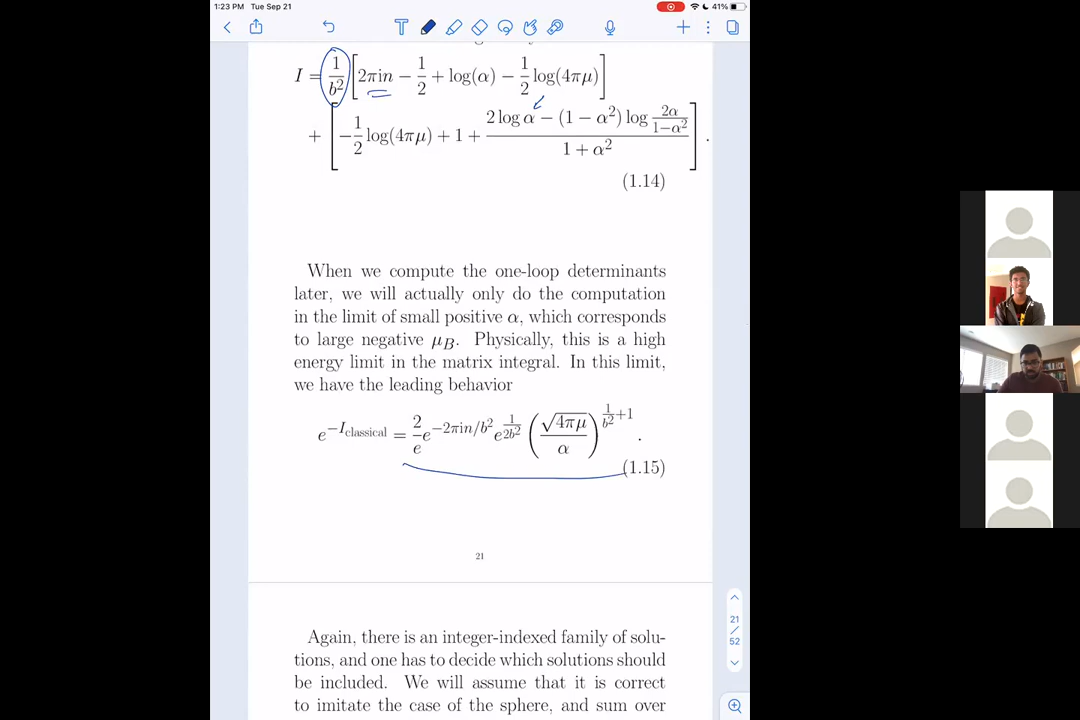 1:23 PM Tue Sep 21
41%
I = 1/b² [2πin − 1/2 + log(α) − 1/2 log(4πμ)]
+ [−1/2 log(4πμ) + 1 + (2 log α − (1 − α²) log 2α/(1−α²))/(1 + α²)] .
(1.14)
When we compute the one-loop determinants
later, we will actually only do the computation
in the limit of small positive α, which corresponds
to large negative μ_B. Physically, this is a high
energy limit in the matrix integral. In this limit,
we have the leading behavior
e^{−I_classical} = 2/e e^{−2πin/b²} e^{1/(2b²)} (√4πμ/α)^{1/b²+1} .
(1.15)
21
21
/
52
Again, there is an integer-indexed family of solu-
tions, and one has to decide which solutions should
be included. We will assume that it is correct
to imitate the case of the sphere, and sum over